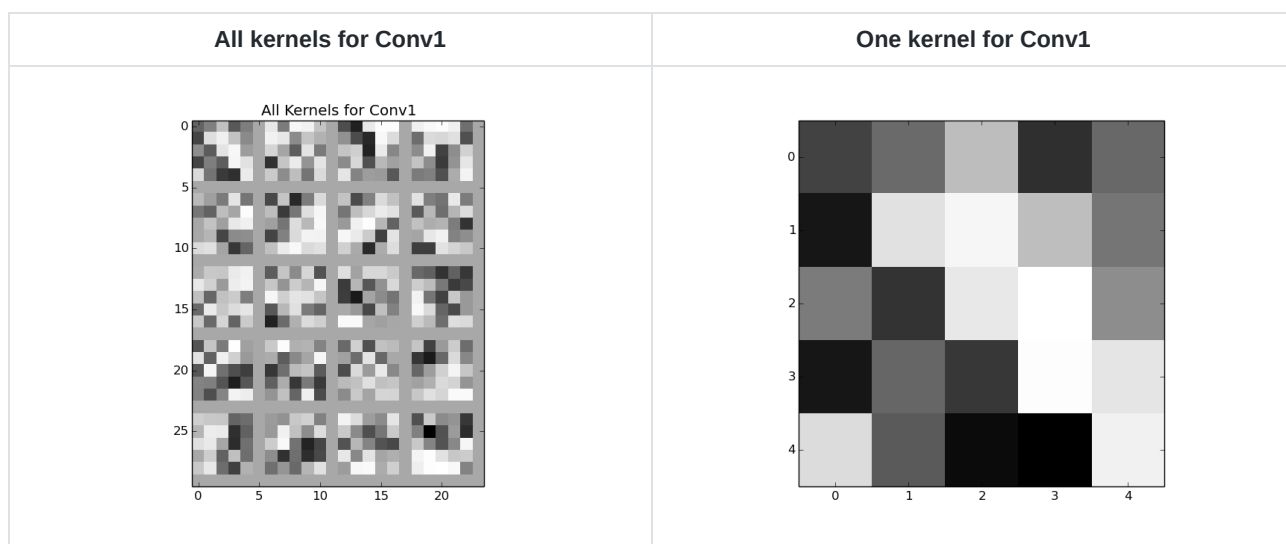 All kernels for Conv1
One kernel for Conv1
All Kernels for Conv1
0
5
10
15
20
25
0 5 10 15 20
0
1
2
3
4
0 1 2 3 4